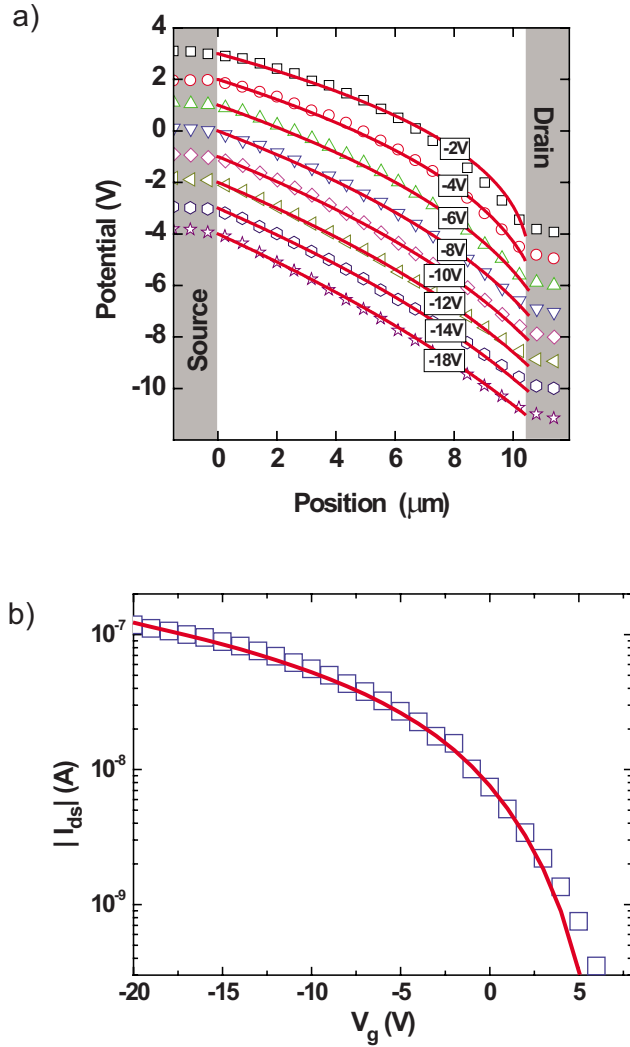 a)
4
2
0
-2
-4
-6
-8
-10
Potential (V)
Source
Drain
-2V
-4V
-6V
-8V
-10V
-12V
-14V
-18V
0 2 4 6 8 10
Position (μm)
b)
10⁻⁷
10⁻⁸
10⁻⁹
| I_ds| (A)
-20 -15 -10 -5 0 5
V_g (V)